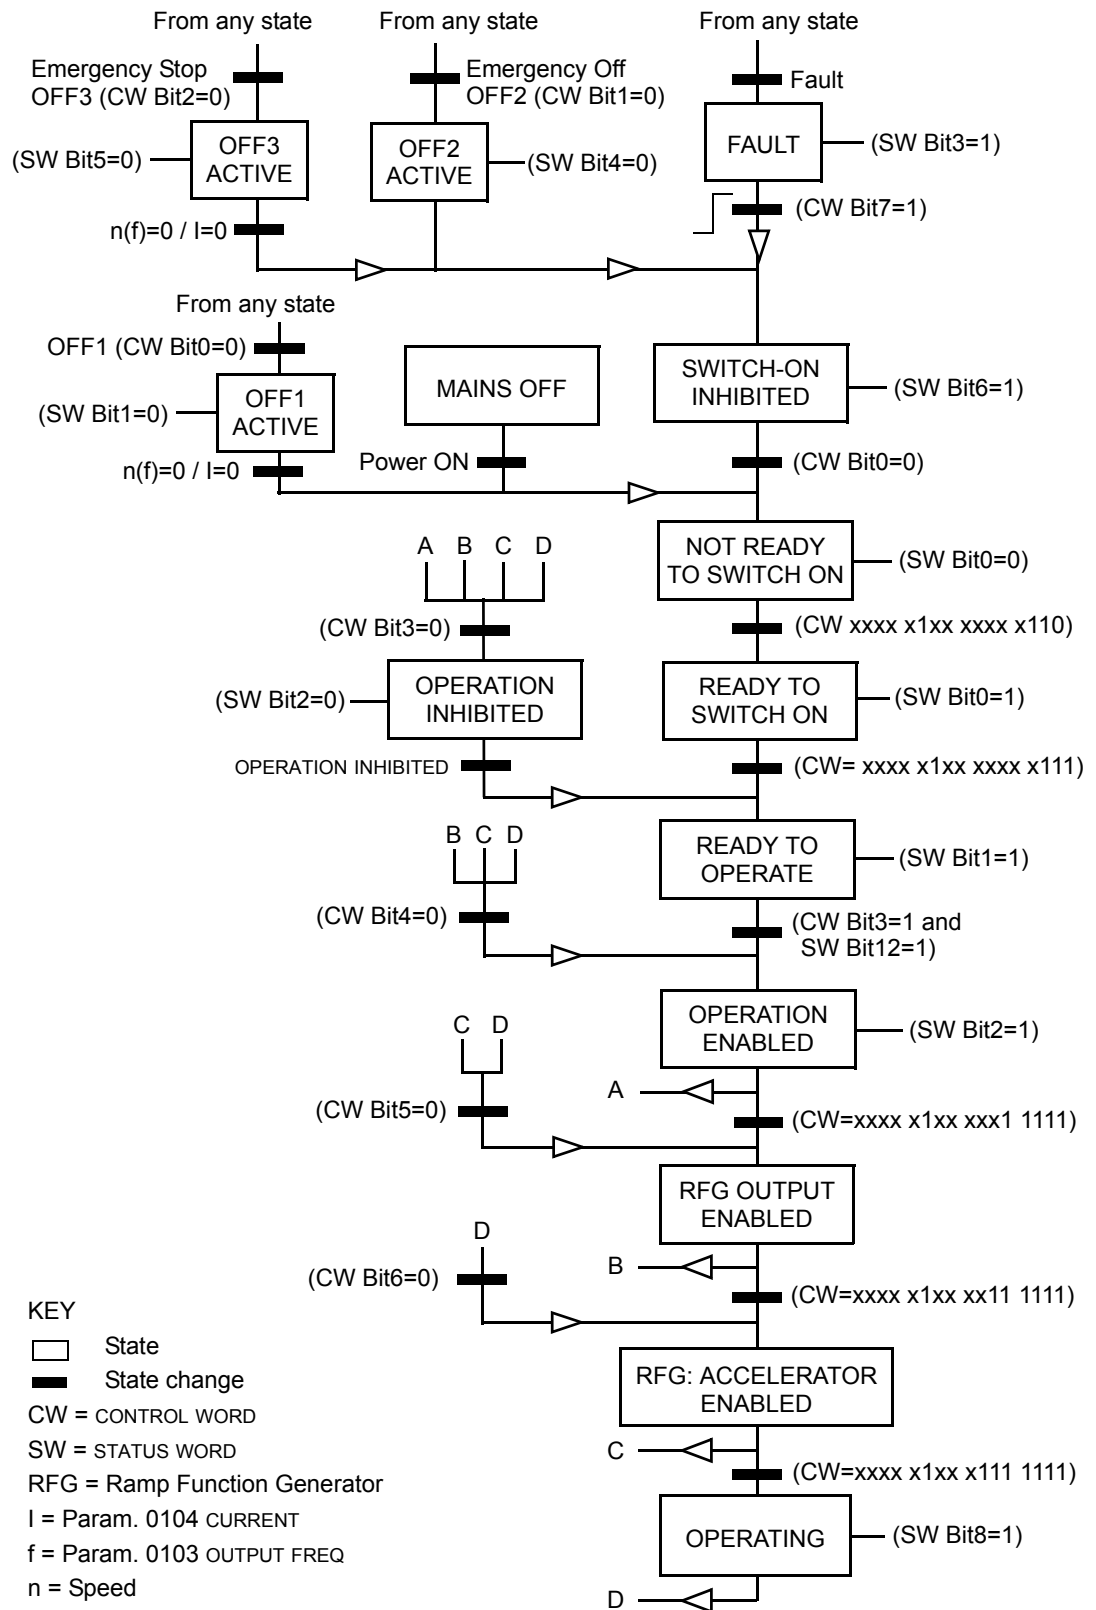 From any state
From any state
From any state
Emergency Stop
OFF3 (CW Bit2=0)
Emergency Off
OFF2 (CW Bit1=0)
Fault
(SW Bit5=0)
OFF3
ACTIVE
OFF2
ACTIVE
(SW Bit4=0)
FAULT
(SW Bit3=1)
n(f)=0 / I=0
(CW Bit7=1)
From any state
OFF1 (CW Bit0=0)
(SW Bit1=0)
OFF1
ACTIVE
MAINS OFF
SWITCH-ON
INHIBITED
(SW Bit6=1)
n(f)=0 / I=0
Power ON
(CW Bit0=0)
A B C D
NOT READY
TO SWITCH ON
(SW Bit0=0)
(CW Bit3=0)
(CW xxxx x1xx xxxx x110)
(SW Bit2=0)
OPERATION
INHIBITED
READY TO
SWITCH ON
(SW Bit0=1)
OPERATION INHIBITED
(CW= xxxx x1xx xxxx x111)
B C D
READY TO
OPERATE
(SW Bit1=1)
(CW Bit4=0)
(CW Bit3=1 and
SW Bit12=1)
C D
OPERATION
ENABLED
(SW Bit2=1)
A
(CW Bit5=0)
(CW=xxxx x1xx xxx1 1111)
RFG OUTPUT
ENABLED
D
B
(CW Bit6=0)
(CW=xxxx x1xx xx11 1111)
RFG: ACCELERATOR
ENABLED
C
(CW=xxxx x1xx x111 1111)
OPERATING
(SW Bit8=1)
D
KEY
State
State change
CW = CONTROL WORD
SW = STATUS WORD
RFG = Ramp Function Generator
I = Param. 0104 CURRENT
f = Param. 0103 OUTPUT FREQ
n = Speed